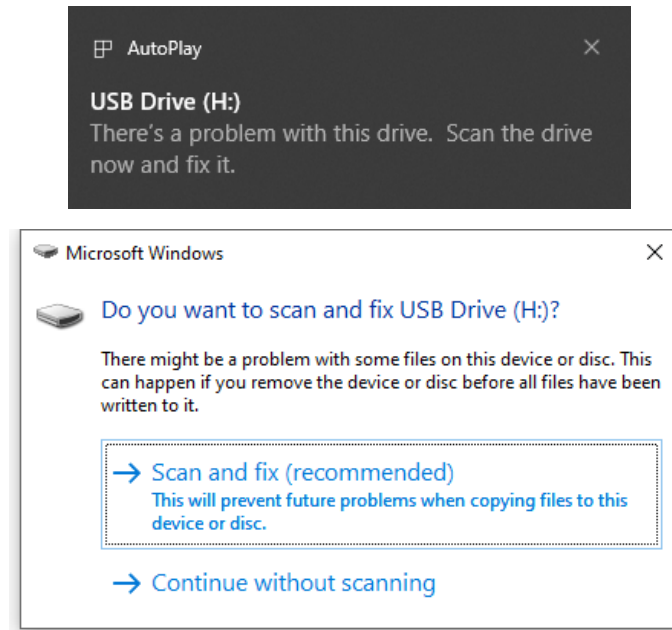 AutoPlay
USB Drive (H:)
There's a problem with this drive.  Scan the drive
now and fix it.
Microsoft Windows
Do you want to scan and fix USB Drive (H:)?
There might be a problem with some files on this device or disc. This
can happen if you remove the device or disc before all files have been
written to it.
Scan and fix (recommended)
This will prevent future problems when copying files to this
device or disc.
Continue without scanning